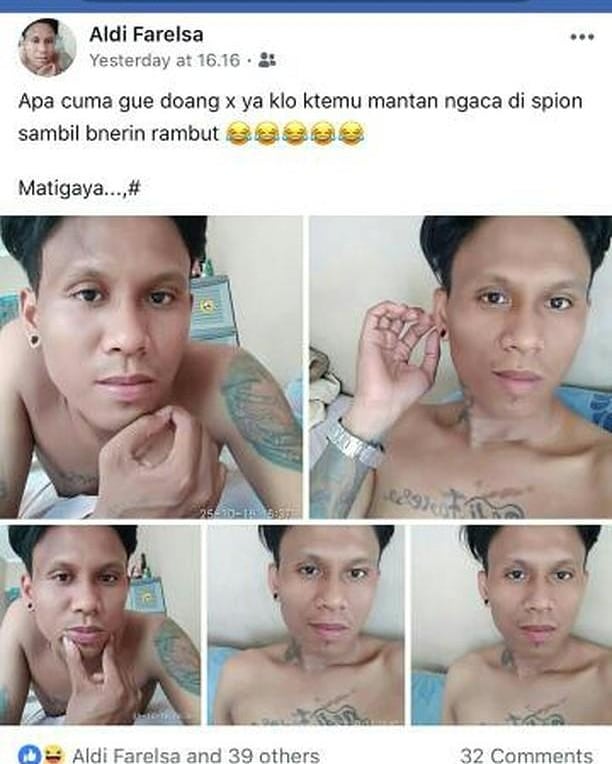 Aldi Farelsa
Yesterday at 16.16 ·
Apa cuma gue doang x ya klo ktemu mantan ngaca di spion
sambil bnerin rambut 😂😂😂😂😂
Matigaya...,#
Aldi Farelsa and 39 others
32 Comments